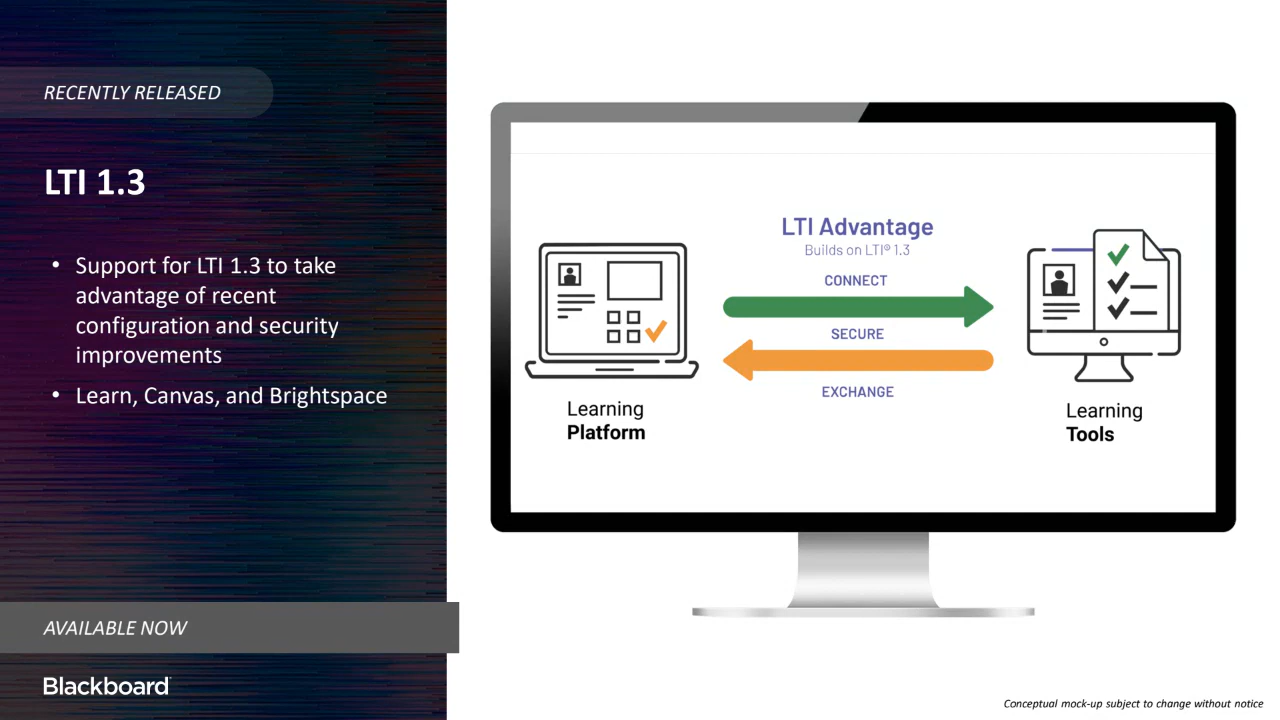 RECENTLY RELEASED
LTI 1.3
• Support for LTI 1.3 to take
advantage of recent
configuration and security
improvements
• Learn, Canvas, and Brightspace
AVAILABLE NOW
Blackboard
LTI Advantage
Builds on LTI® 1.3
CONNECT
SECURE
EXCHANGE
Learning
Platform
Learning
Tools
Conceptual mock-up subject to change without notice